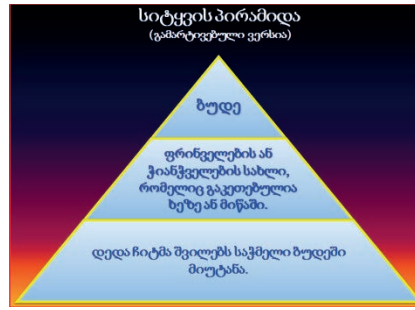 სიტყვის პირამიდა
(გამარტივებული ვერსია)
ბუდე
ფრინველების ან
ჭიანჭველების სახლი,
რომელიც გაკეთებულია
ხეზე ან მიწაში.
დედა ჩიტმა შვილებს საჭმელი ბუდეში
მიუტანა.